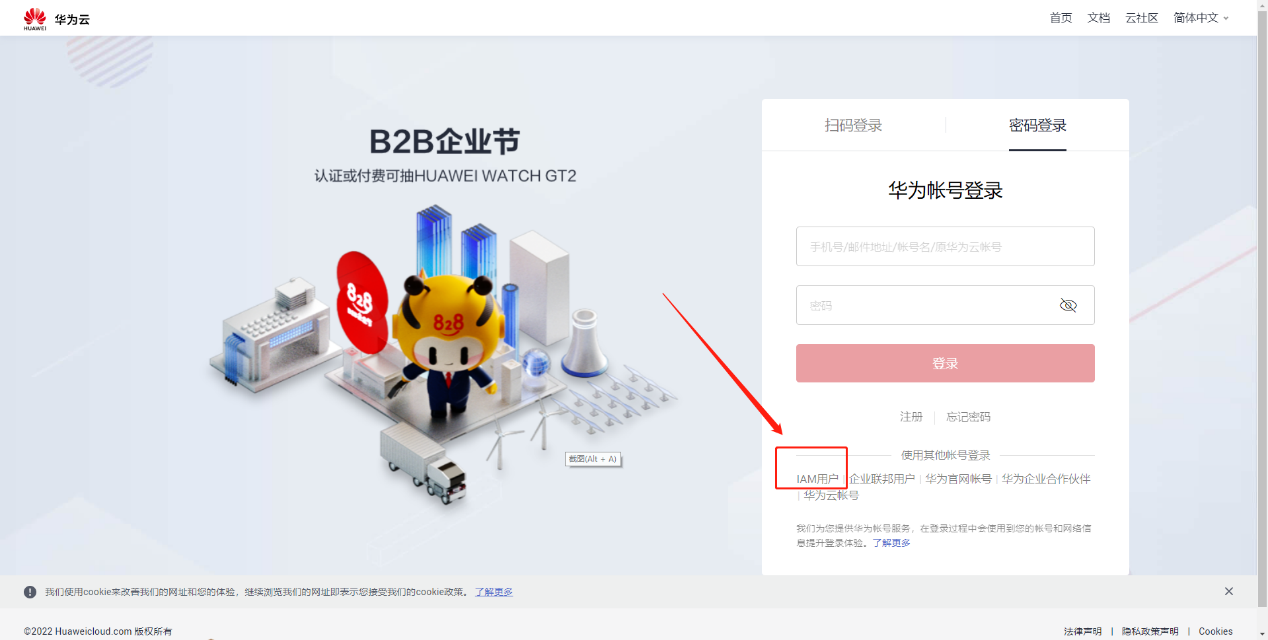 HUAWEI
华为云
首页 文档 云社区 简体中文
B2B企业节
认证或付费可抽HUAWEI WATCH GT2
828
828
扫码登录 密码登录
华为帐号登录
手机号/邮件地址/帐号名/原华为云帐号
密码
登录
注册 | 忘记密码
使用其他帐号登录
IAM用户 | 企业联邦用户 | 华为官网帐号 | 华为企业合作伙伴
| 华为云帐号
我们为您提供华为帐号服务，在登录过程中会使用到您的帐号和网络信
息提升登录体验。了解更多
截图(Alt + A)
我们使用cookie来改善我们的网址和您的体验，继续浏览我们的网址即表示您接受我们的cookie政策。 了解更多
©2022 Huaweicloud.com 版权所有
法律声明 | 隐私政策声明 | Cookies